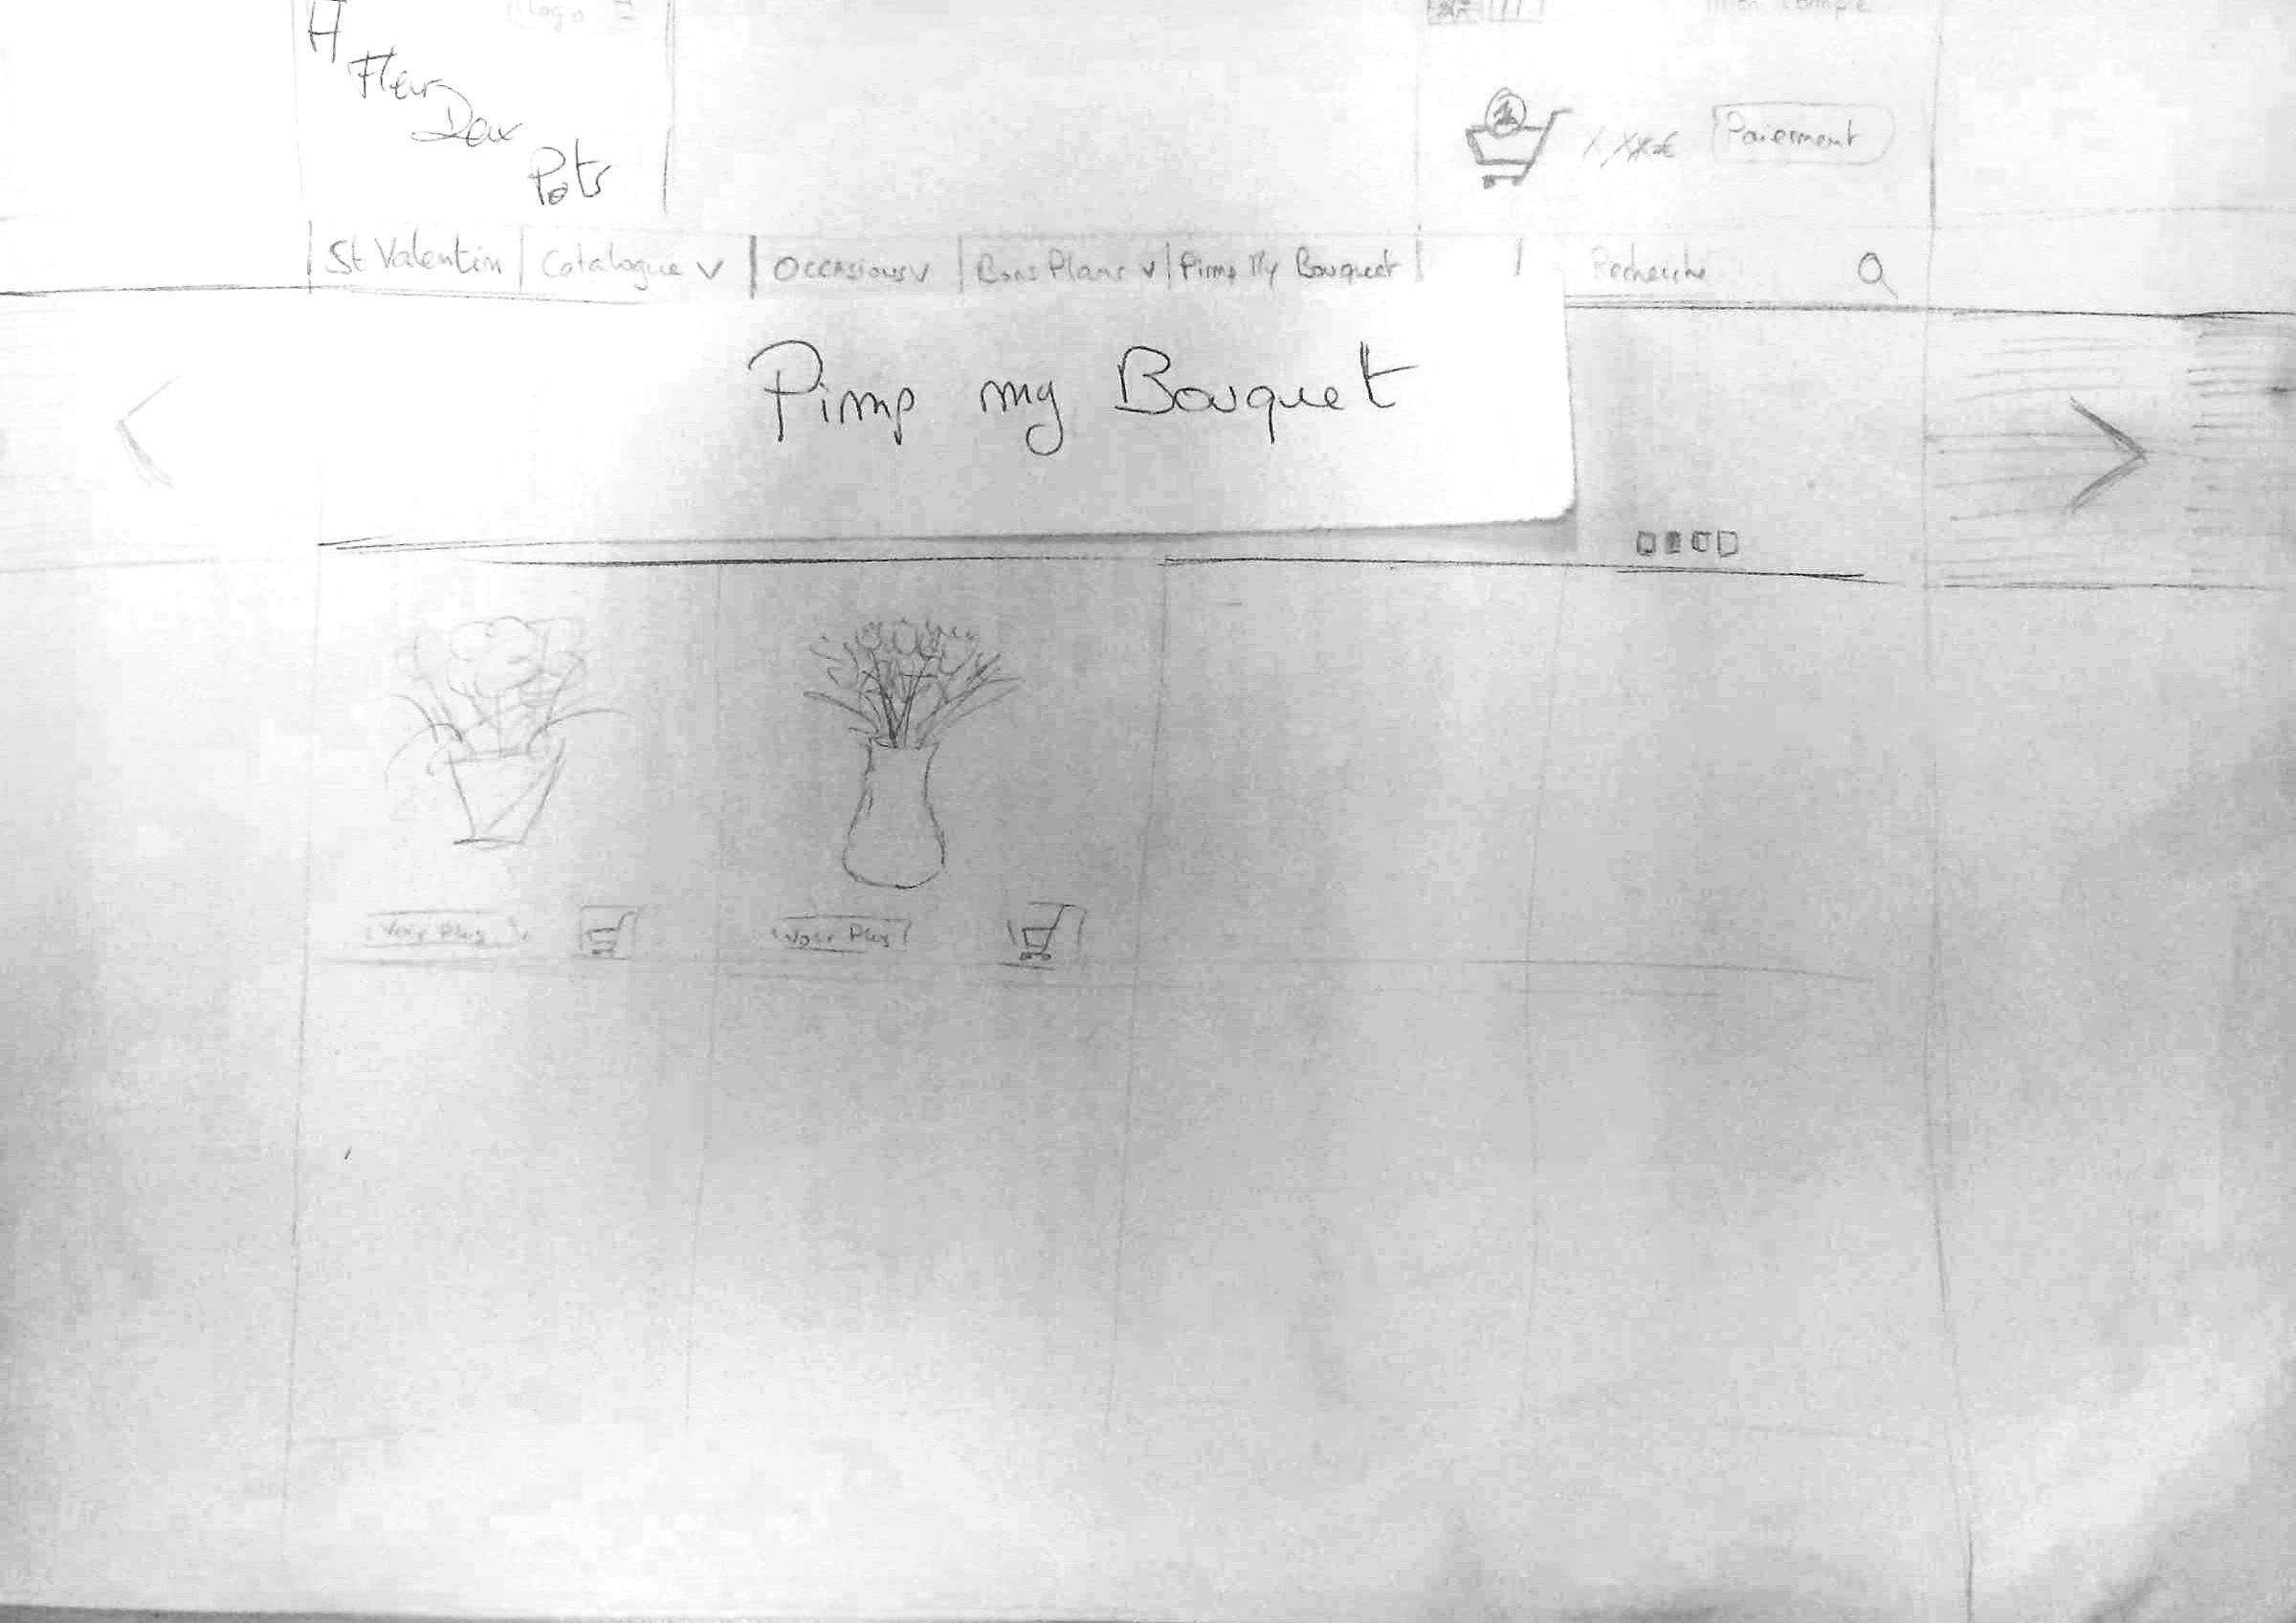 Logo
Mon compte
A
Fleur
Dax
Pots
1
X,XX€
Paiement
St Valentin
Catalogue v
Occasions v
Bons Plans v
Pimp My Bouquet
Recherche
Pimp my Bouquet
Voir Plus
Voir Plus